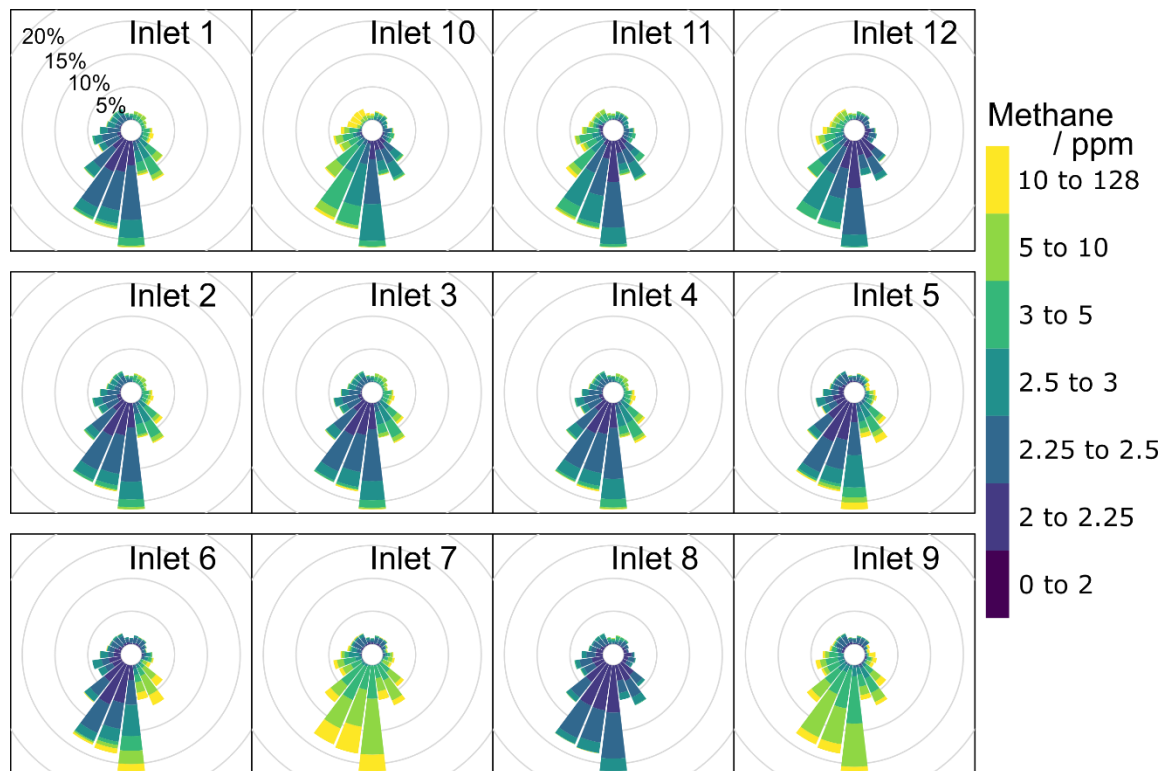 Inlet 1
Inlet 10
Inlet 11
Inlet 12
20%
15%
10%
5%
Inlet 2
Inlet 3
Inlet 4
Inlet 5
Inlet 6
Inlet 7
Inlet 8
Inlet 9
Methane
/ ppm
10 to 128
5 to 10
3 to 5
2.5 to 3
2.25 to 2.5
2 to 2.25
0 to 2